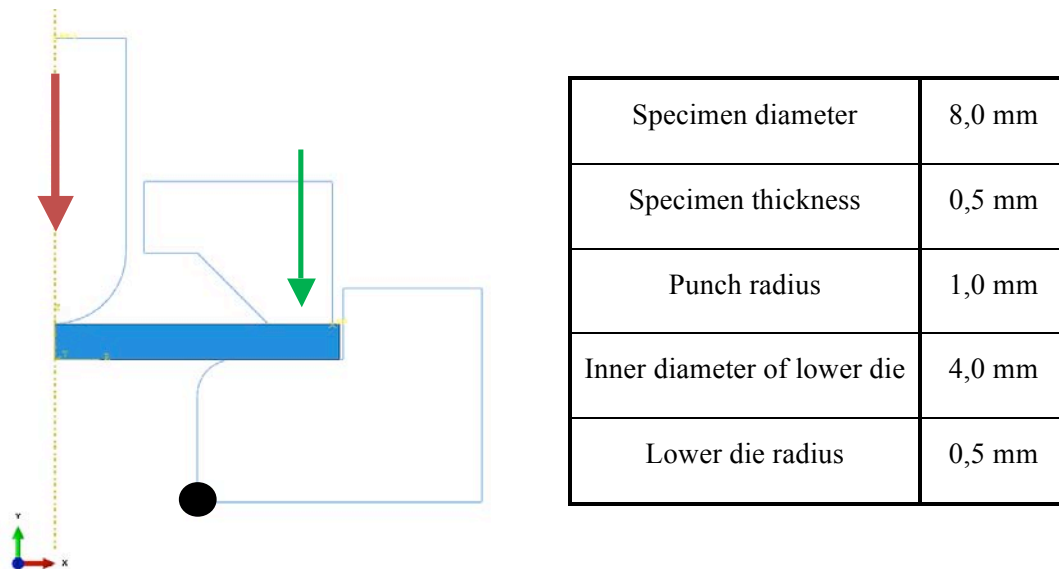 Specimen diameter 8,0 mm
Specimen thickness 0,5 mm
Punch radius 1,0 mm
Inner diameter of lower die 4,0 mm
Lower die radius 0,5 mm
Y
X